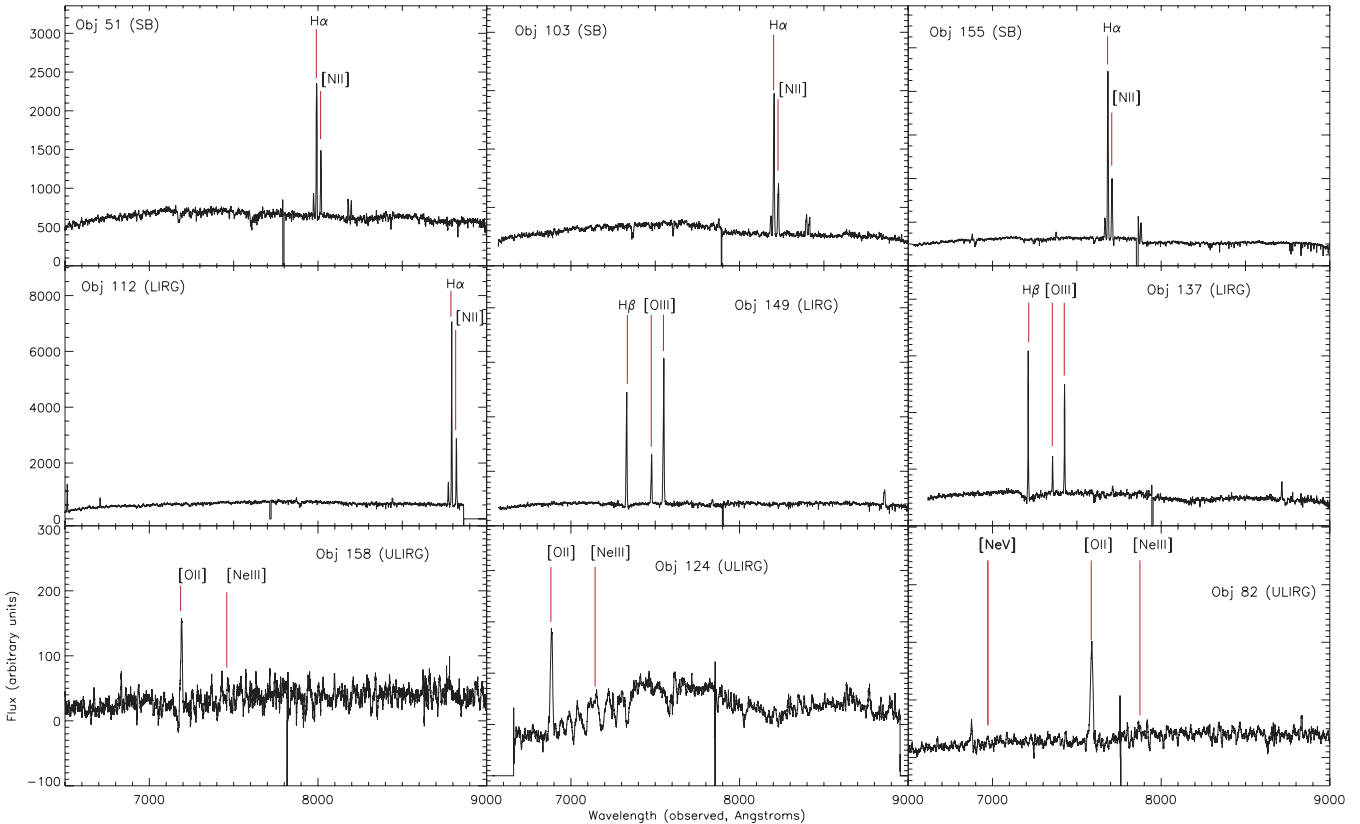 Obj 51 (SB)
Hα
[NII]
Obj 103 (SB)
Hα
[NII]
Obj 155 (SB)
Hα
[NII]
3000
2500
2000
1500
1000
500
0
Obj 112 (LIRG)
Hα
[NII]
Obj 149 (LIRG)
Hβ [OIII]
Obj 137 (LIRG)
Hβ [OIII]
8000
6000
4000
2000
0
Obj 158 (ULIRG)
[OII]
[NeIII]
Obj 124 (ULIRG)
[OII]
[NeIII]
Obj 82 (ULIRG)
[NeV]
[OII]
[NeIII]
300
200
100
0
−100
Flux (arbitrary units)
7000 8000 9000 7000 8000 9000 7000 8000 9000
Wavelength (observed, Angstroms)